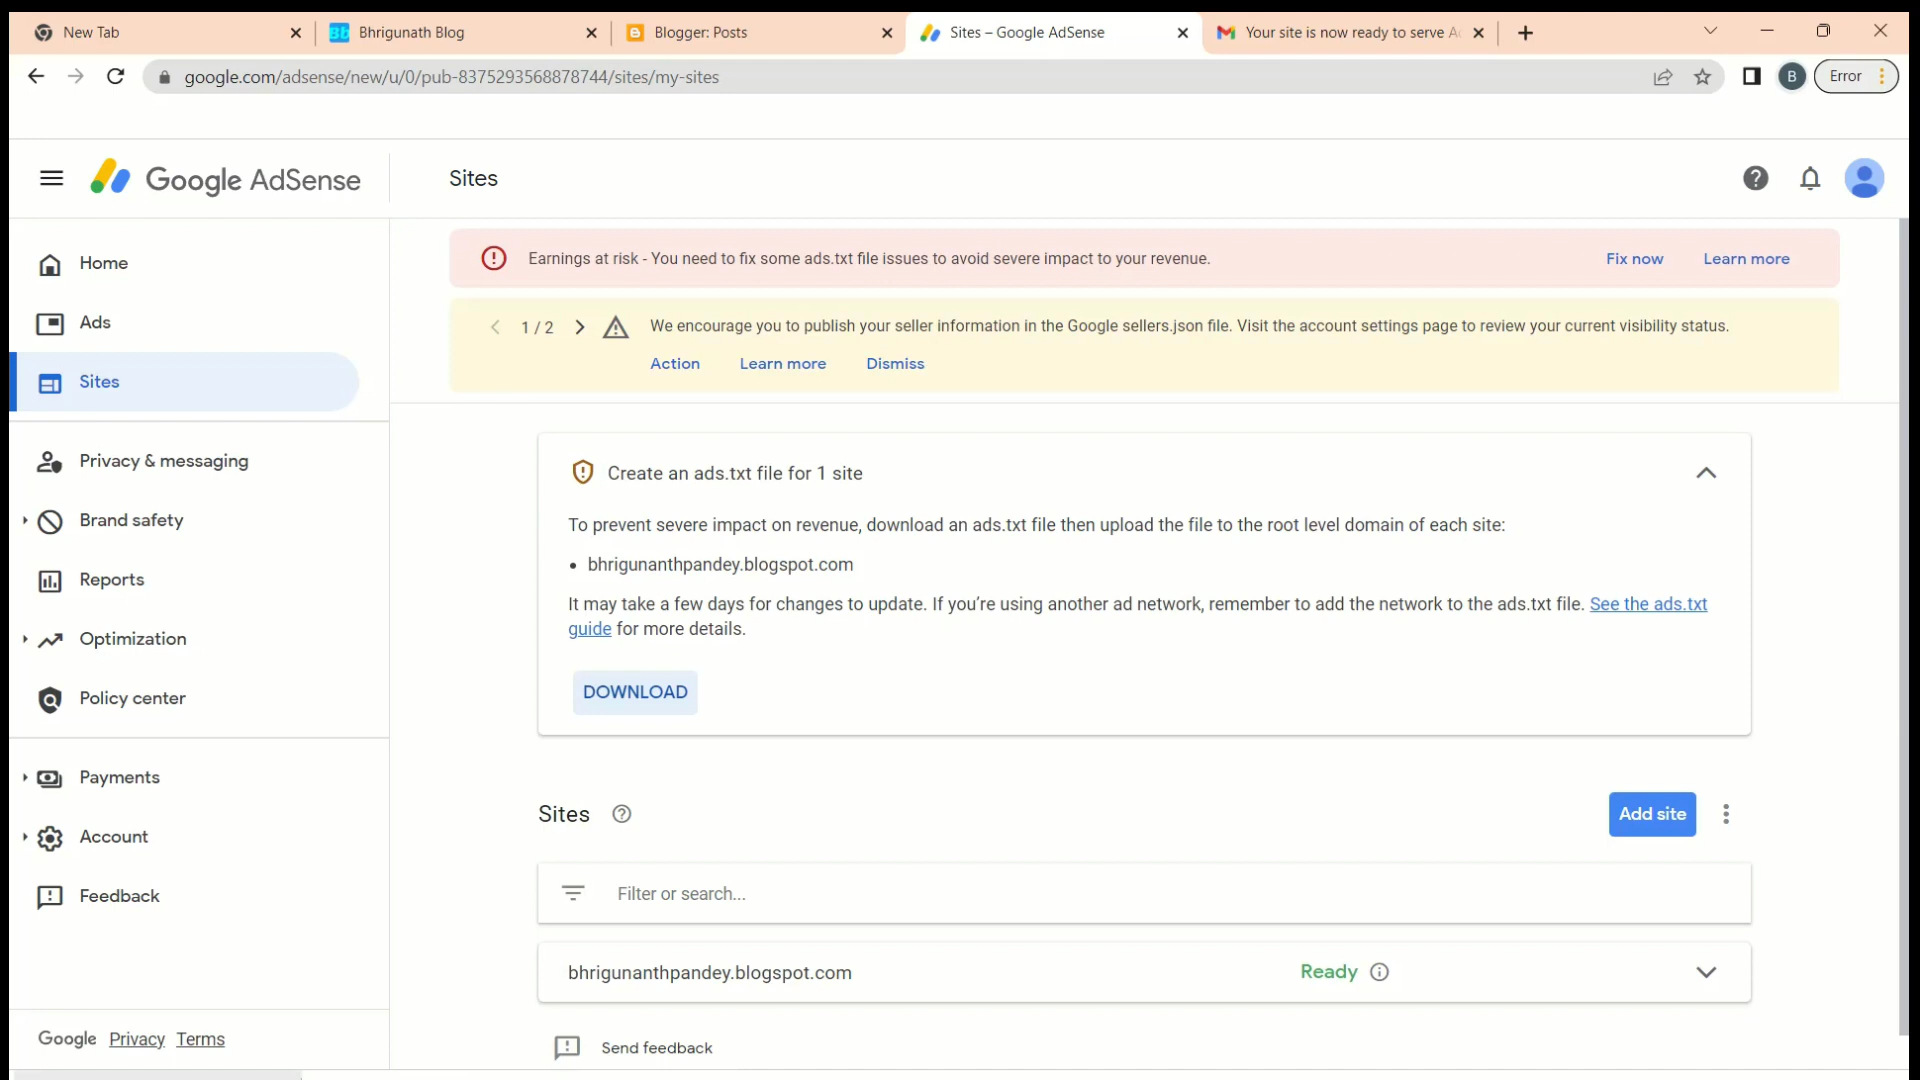 New Tab
Bhrigunath Blog
Blogger: Posts
Sites – Google AdSense
Your site is now ready to serve A
google.com/adsense/new/u/0/pub-8375293568878744/sites/my-sites
B
Error
Google AdSense
Sites
Home
Ads
Sites
Privacy & messaging
Brand safety
Reports
Optimization
Policy center
Payments
Account
Feedback
Google Privacy Terms
Earnings at risk - You need to fix some ads.txt file issues to avoid severe impact to your revenue.
Fix now
Learn more
1 / 2
We encourage you to publish your seller information in the Google sellers.json file. Visit the account settings page to review your current visibility status.
Action
Learn more
Dismiss
Create an ads.txt file for 1 site
To prevent severe impact on revenue, download an ads.txt file then upload the file to the root level domain of each site:
• bhrigunanthpandey.blogspot.com
It may take a few days for changes to update. If you’re using another ad network, remember to add the network to the ads.txt file. See the ads.txt
guide for more details.
DOWNLOAD
Sites
Add site
Filter or search...
bhrigunanthpandey.blogspot.com
Ready
Send feedback